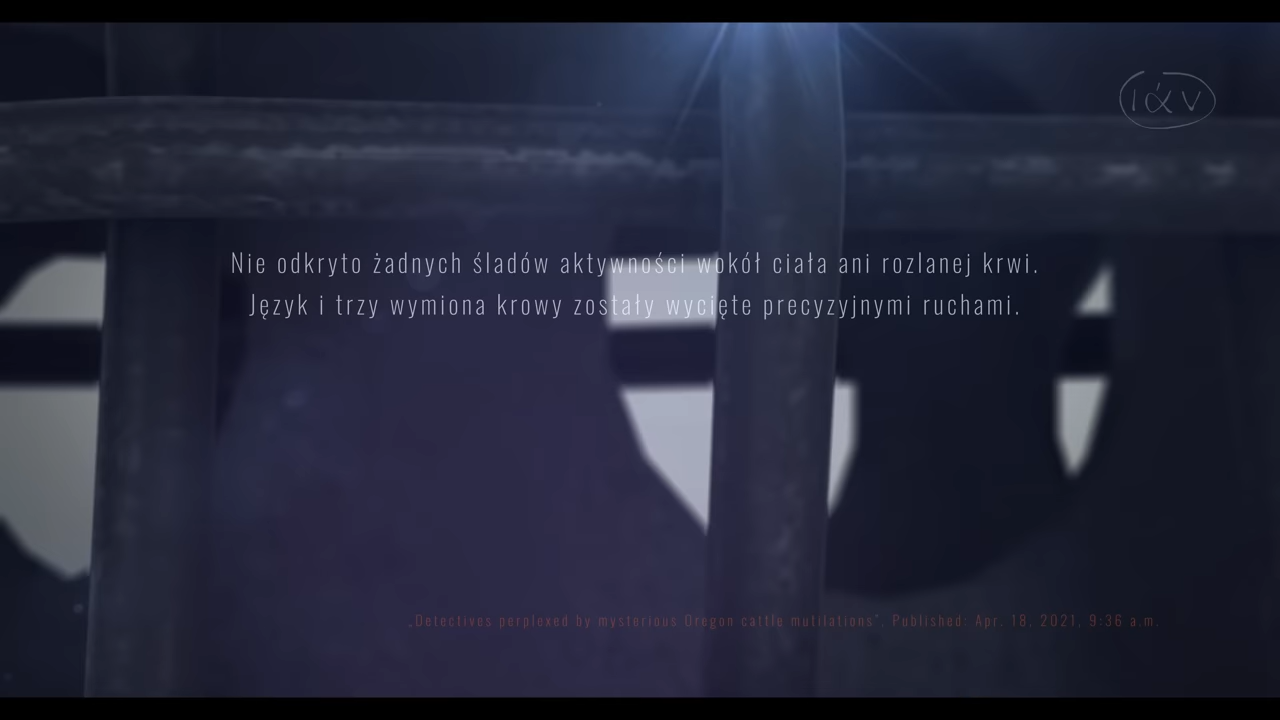 IαV
Nie odkryto żadnych śladów aktywności wokół ciała ani rozlanej krwi.
Język i trzy wymiona krowy zostały wycięte precyzyjnymi ruchami.
„Detectives perplexed by mysterious Oregon cattle mutilations", Published: Apr. 18, 2021, 9:36 a.m.